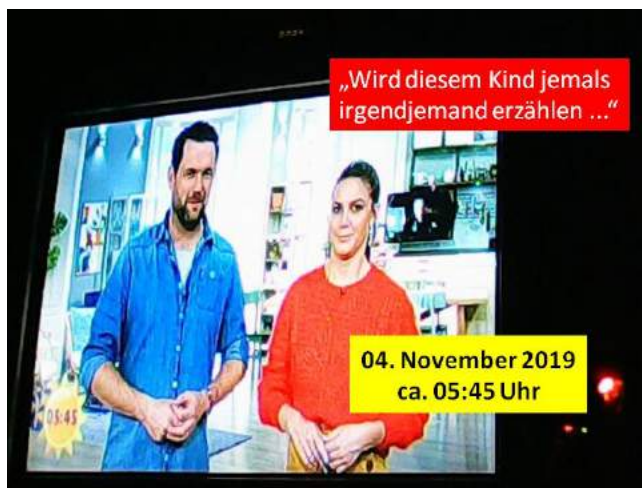 „Wird diesem Kind jemals
irgendjemand erzählen ...“
04. November 2019
ca. 05:45 Uhr
05:45